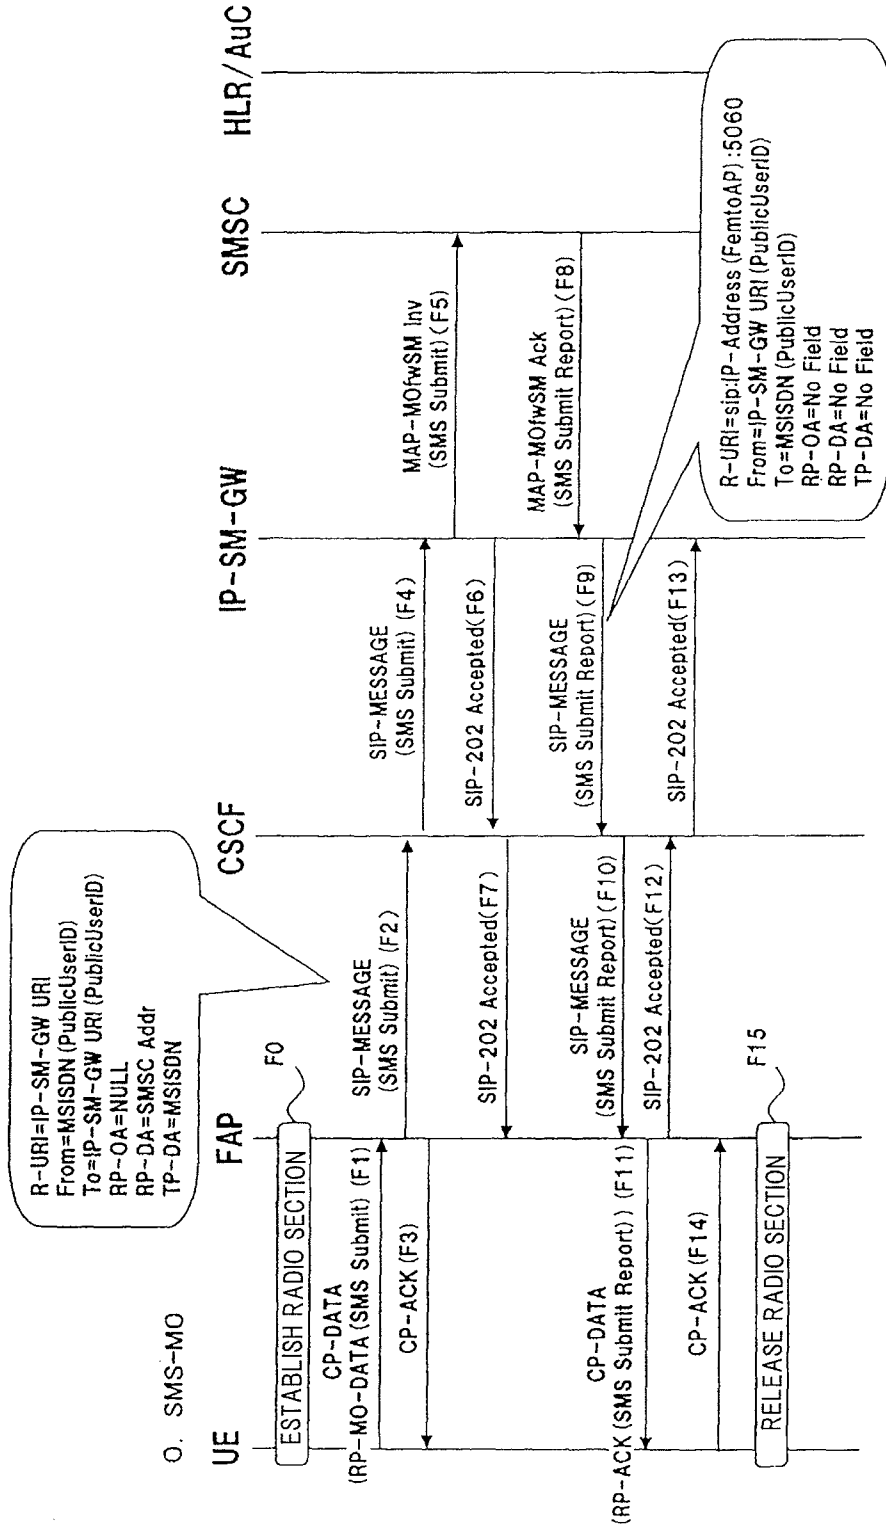 O. SMS-MO
R-URI=IP-SM-GW URI
From=MSISDN (PublicUserID)
To=IP-SM-GW URI (PublicUserID)
RP-OA=NULL
RP-DA=SMSC Addr
TP-DA=MSISDN
UE
FAP
CSCF
IP-SM-GW
SMSC
HLR/AuC
ESTABLISH RADIO SECTION
F0
CP-DATA
(RP-MO-DATA (SMS Submit) (F1)
SIP-MESSAGE
(SMS Submit) (F2)
CP-ACK (F3)
SIP-MESSAGE
(SMS Submit) (F4)
MAP-MOfwSM Inv
(SMS Submit) (F5)
SIP-202 Accepted(F6)
SIP-202 Accepted(F7)
MAP-MOfwSM Ack
(SMS Submit Report) (F8)
SIP-MESSAGE
(SMS Submit Report) (F9)
SIP-MESSAGE
(SMS Submit Report) (F10)
CP-DATA
(RP-ACK (SMS Submit Report)) (F11)
SIP-202 Accepted(F12)
SIP-202 Accepted(F13)
CP-ACK (F14)
RELEASE RADIO SECTION
F15
R-URI=sip:IP-Address (FemtoAP) :5060
From=IP-SM-GW URI (PublicUserID)
To=MSISDN (PublicUserID)
RP-OA=No Field
RP-DA=No Field
TP-DA=No Field